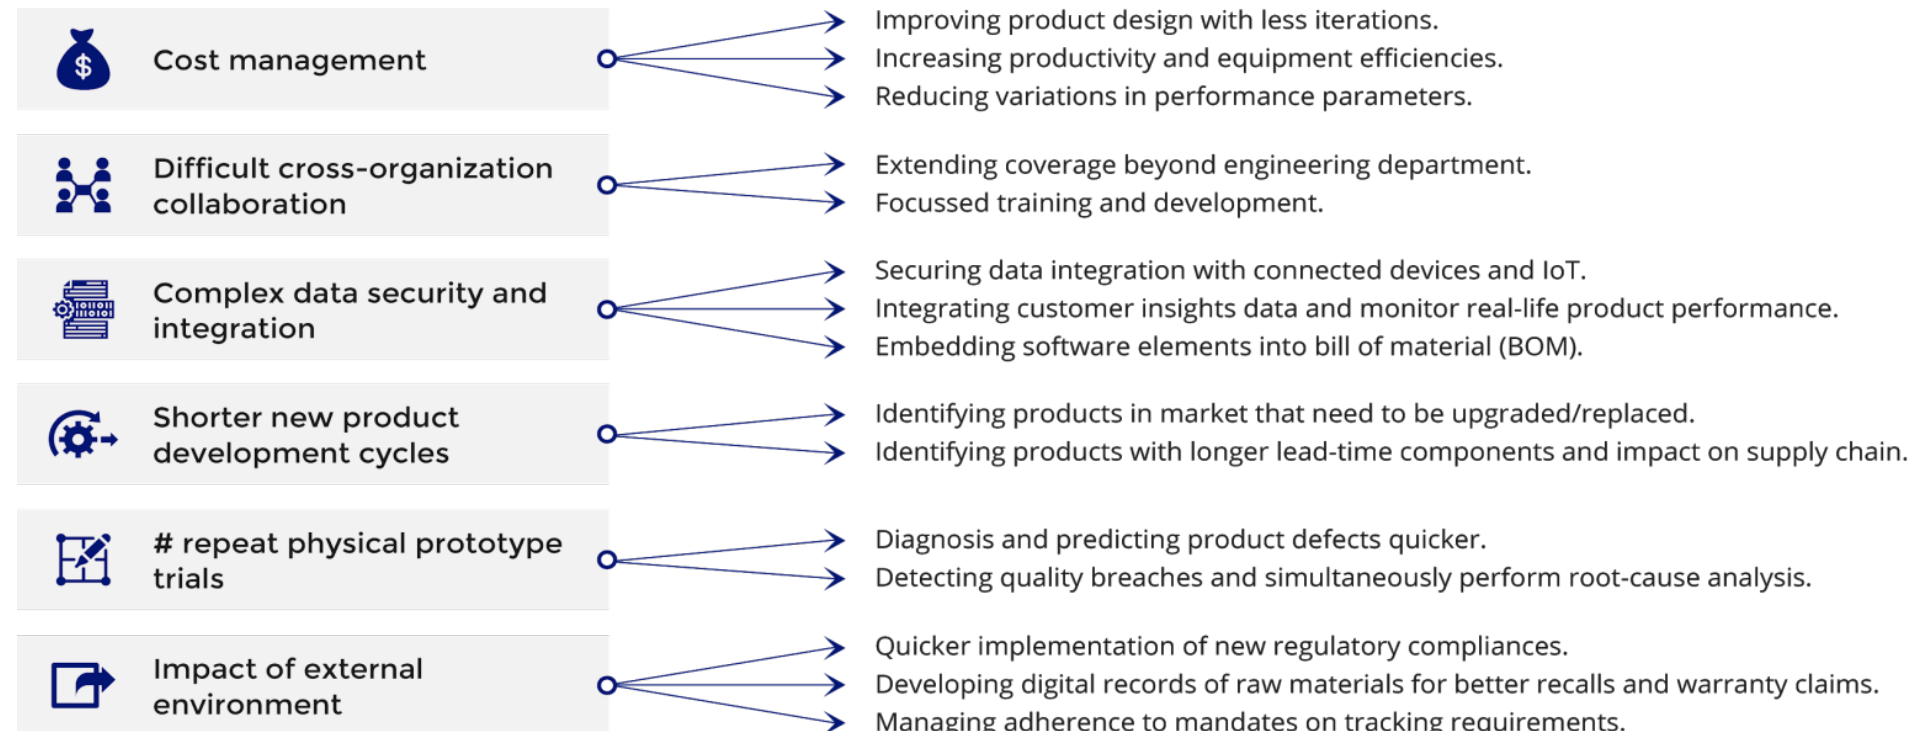 $
Cost management
Improving product design with less iterations.
Increasing productivity and equipment efficiencies.
Reducing variations in performance parameters.
Difficult cross-organization
collaboration
Extending coverage beyond engineering department.
Focussed training and development.
Complex data security and
integration
Securing data integration with connected devices and IoT.
Integrating customer insights data and monitor real-life product performance.
Embedding software elements into bill of material (BOM).
Shorter new product
development cycles
Identifying products in market that need to be upgraded/replaced.
Identifying products with longer lead-time components and impact on supply chain.
# repeat physical prototype
trials
Diagnosis and predicting product defects quicker.
Detecting quality breaches and simultaneously perform root-cause analysis.
Impact of external
environment
Quicker implementation of new regulatory compliances.
Developing digital records of raw materials for better recalls and warranty claims.
Managing adherence to mandates on tracking requirements.